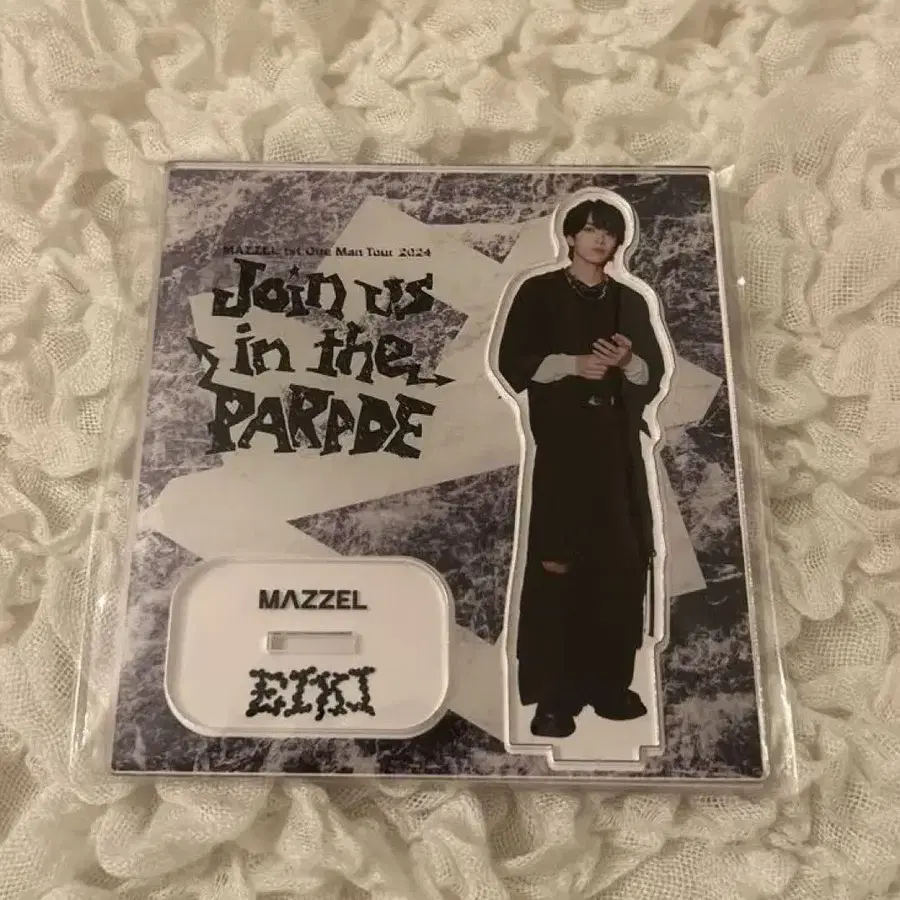 MAZZEL 1st One Man Tour 2024
Join us
in the
PARADE
MAZZEL
EIKI